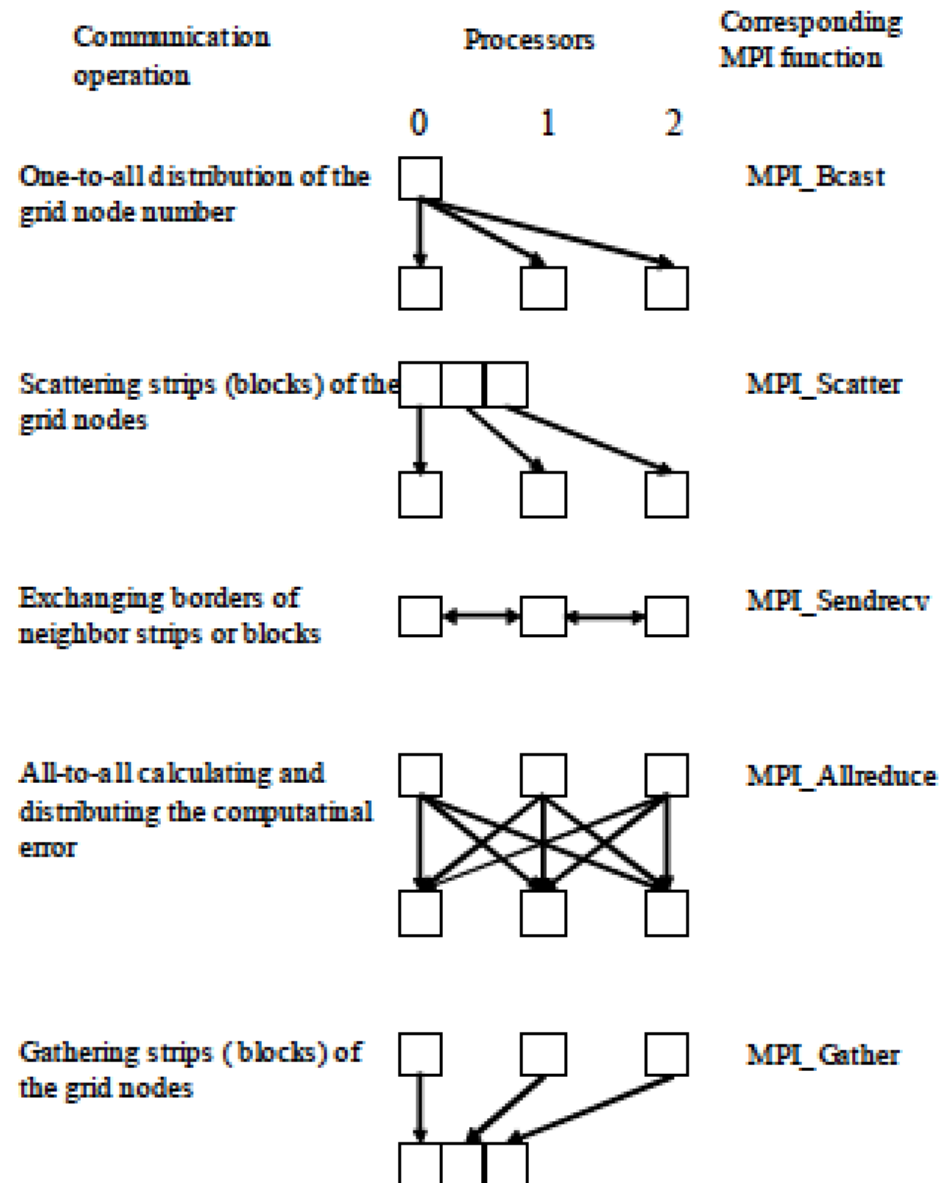 Communication
operation
Processors
Corresponding
MPI function
0 1 2
One-to-all distribution of the
grid node number
MPI_Bcast
Scattering strips (blocks) of the
grid nodes
MPI_Scatter
Exchanging borders of
neighbor strips or blocks
MPI_Sendrecv
All-to-all calculating and
distributing the computatinal
error
MPI_Allreduce
Gathering strips ( blocks) of
the grid nodes
MPI_Gather